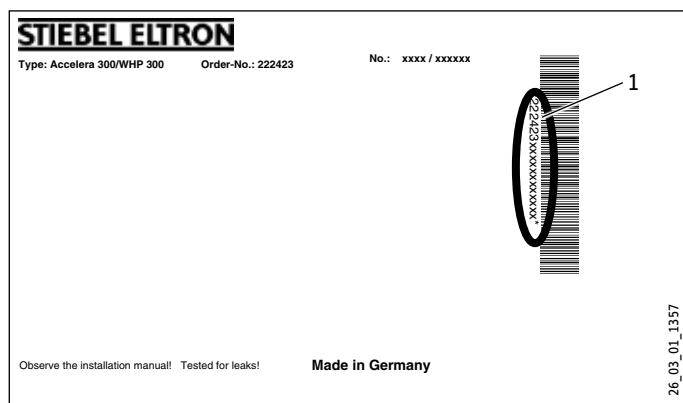 STIEBEL ELTRON
Type: Accelera 300/WHP 300 Order-No.: 222423 No.: xxxx / xxxxxx
1
222423xxxxxxxxxxxxx*
Observe the installation manual! Tested for leaks! Made in Germany
26_03_01_1357